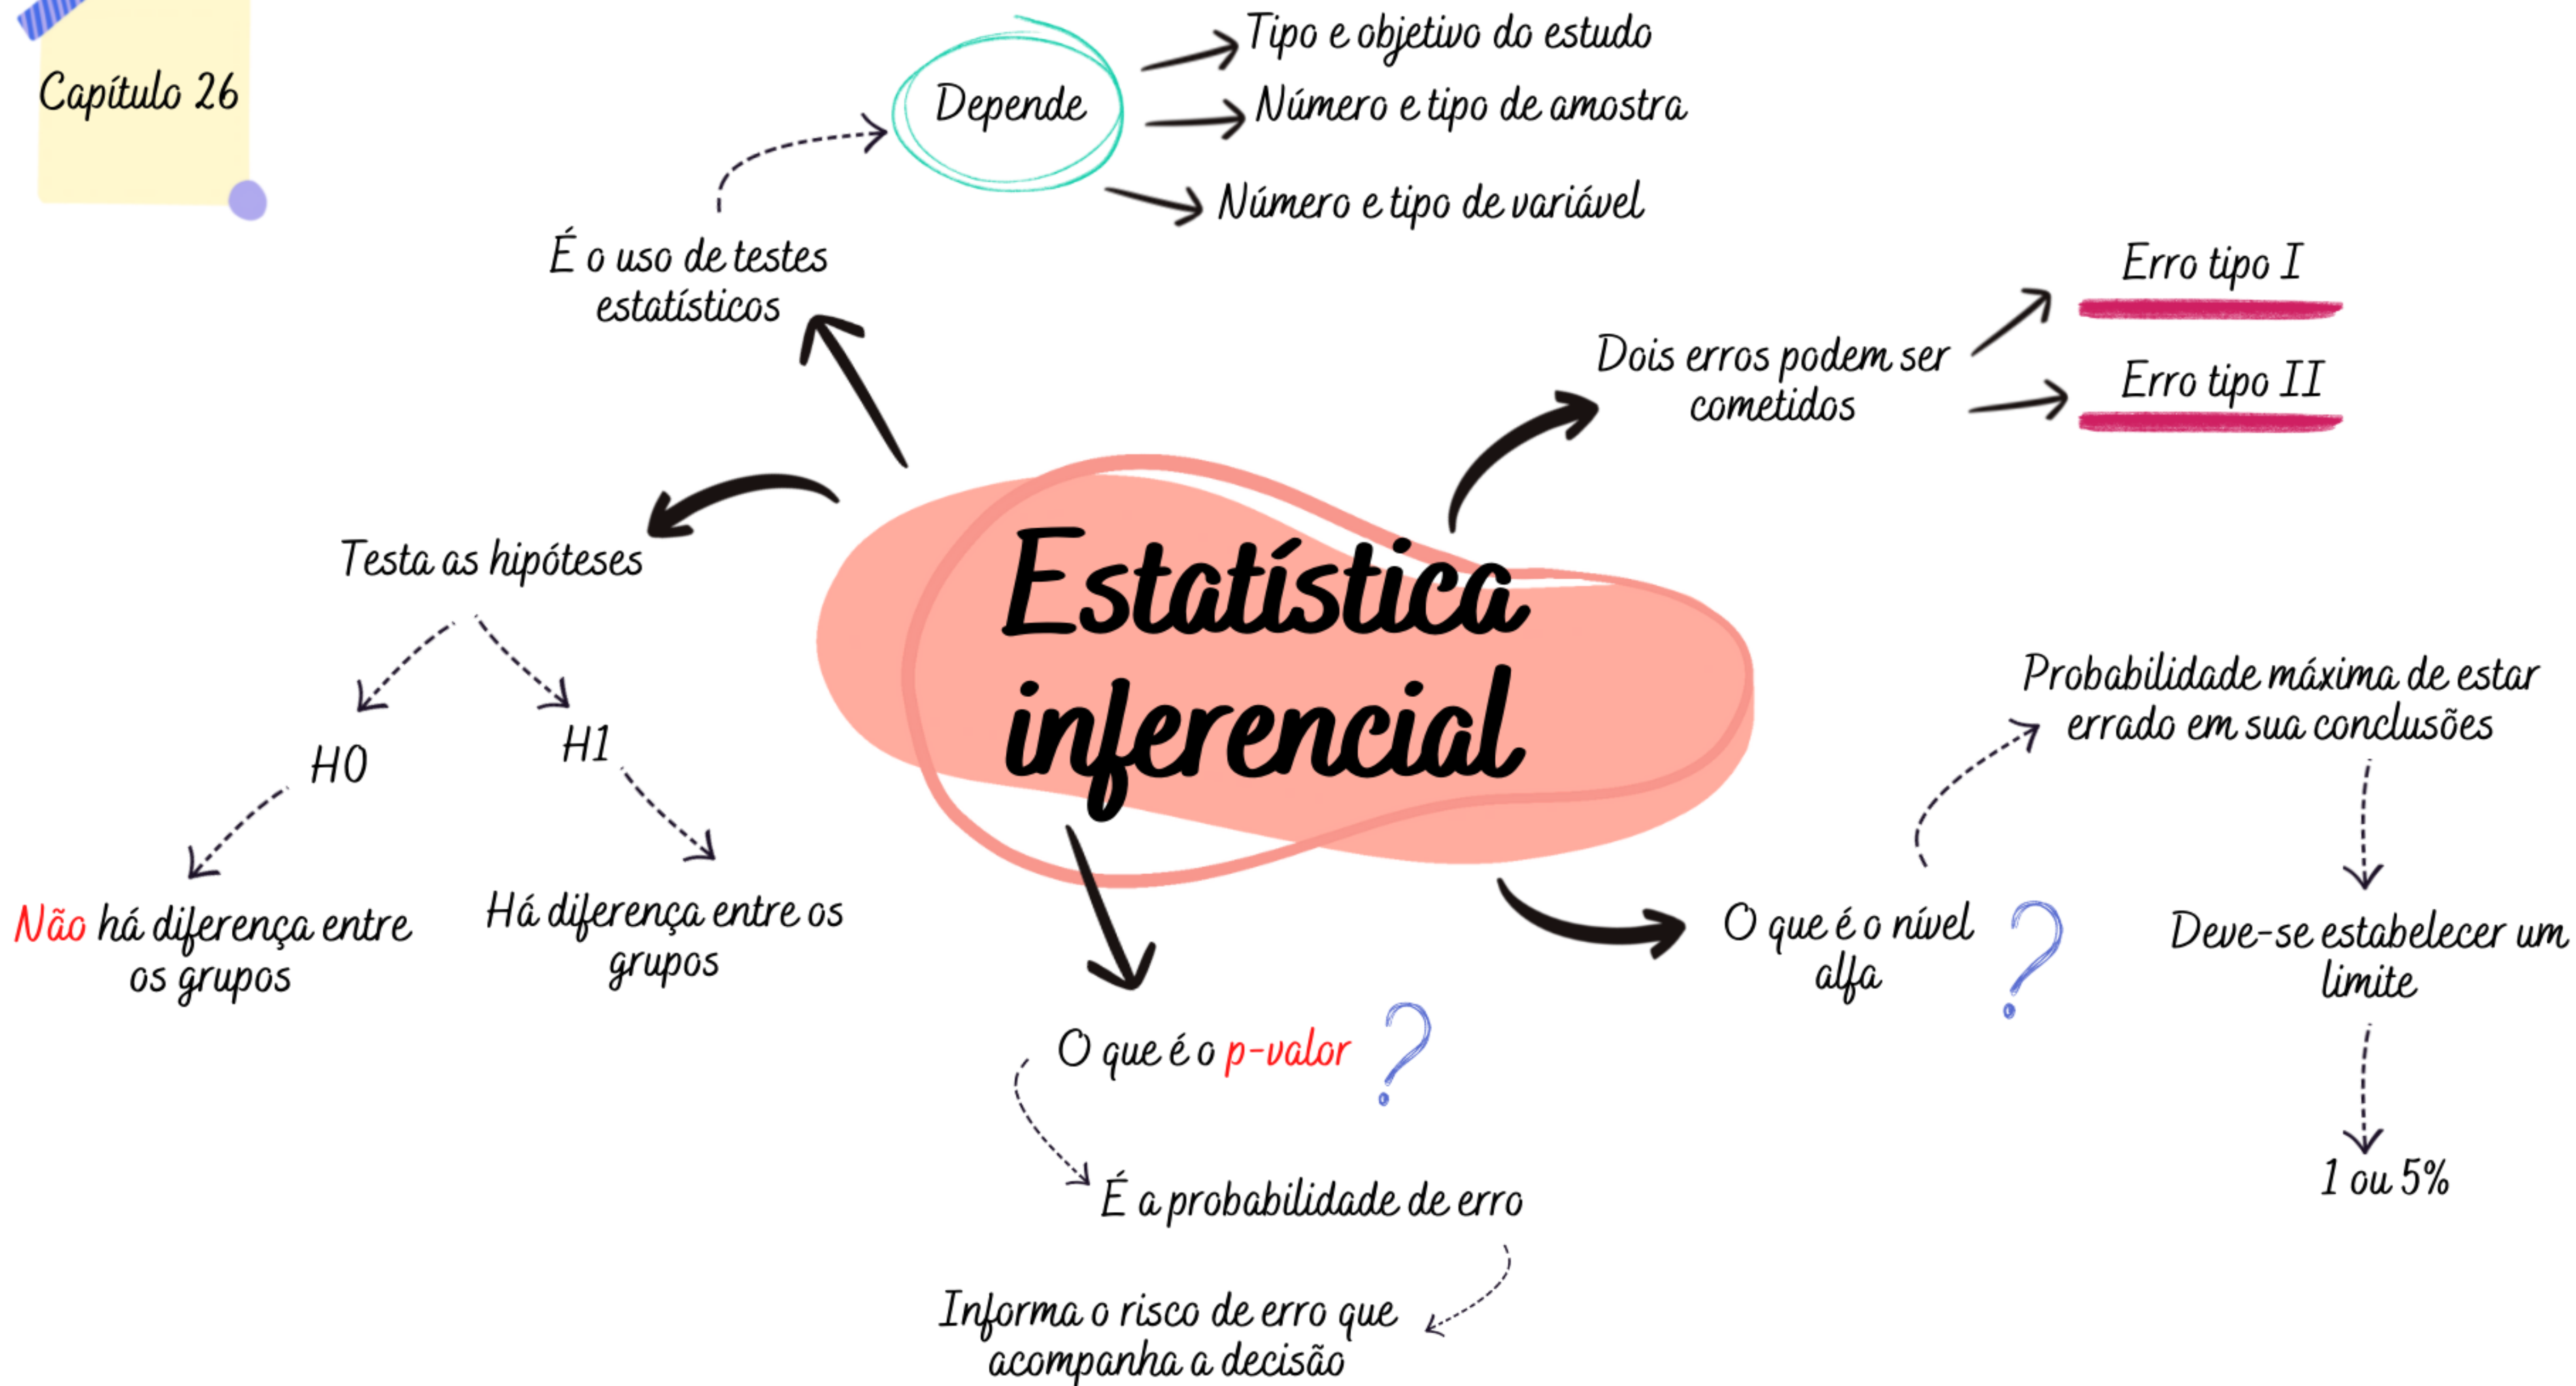 Capítulo 26
Depende
Tipo e objetivo do estudo
Número e tipo de amostra
Número e tipo de variável
É o uso de testes
estatísticos
Dois erros podem ser
cometidos
Erro tipo I
Erro tipo II
Estatística
inferencial
Testa as hipóteses
H0
H1
Não há diferença entre
os grupos
Há diferença entre os
grupos
O que é o p-valor ?
É a probabilidade de erro
Informa o risco de erro que
acompanha a decisão
O que é o nível
alfa ?
Probabilidade máxima de estar
errado em sua conclusões
Deve-se estabelecer um
limite
1 ou 5%